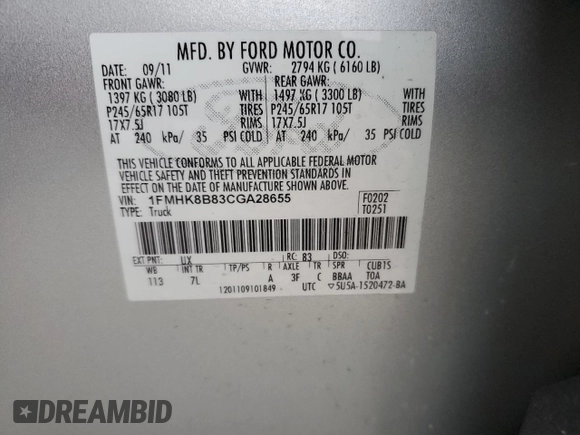 MFD. BY FORD MOTOR CO.
DATE: 09/11 GVWR: 2794 KG ( 6160 LB)
FRONT GAWR: REAR GAWR:
1397 KG ( 3080 LB) WITH 1497 KG ( 3300 LB) WITH
P245/65R17 105T TIRES P245/65R17 105T TIRES
17X7.5J RIMS 17X7.5J RIMS
AT 240 kPa/ 35 PSI COLD AT 240 kPa/ 35 PSI COLD
THIS VEHICLE CONFORMS TO ALL APPLICABLE FEDERAL MOTOR
VEHICLE SAFETY AND THEFT PREVENTION STANDARDS IN
EFFECT ON THE DATE OF MANUFACTURE SHOWN ABOVE.
VIN: 1FMHK8B83CGA28655 F0202
TYPE: Truck T0251
EXT PNT: UX RC: 83 DSO:
WB INT TR TP/PS R AXLE TR SPR CUBTS
113 7L A 3F C BBAA TOA
1201109101849 UTC ▽5U5A-1520472-BA
FORD
DREAMBID